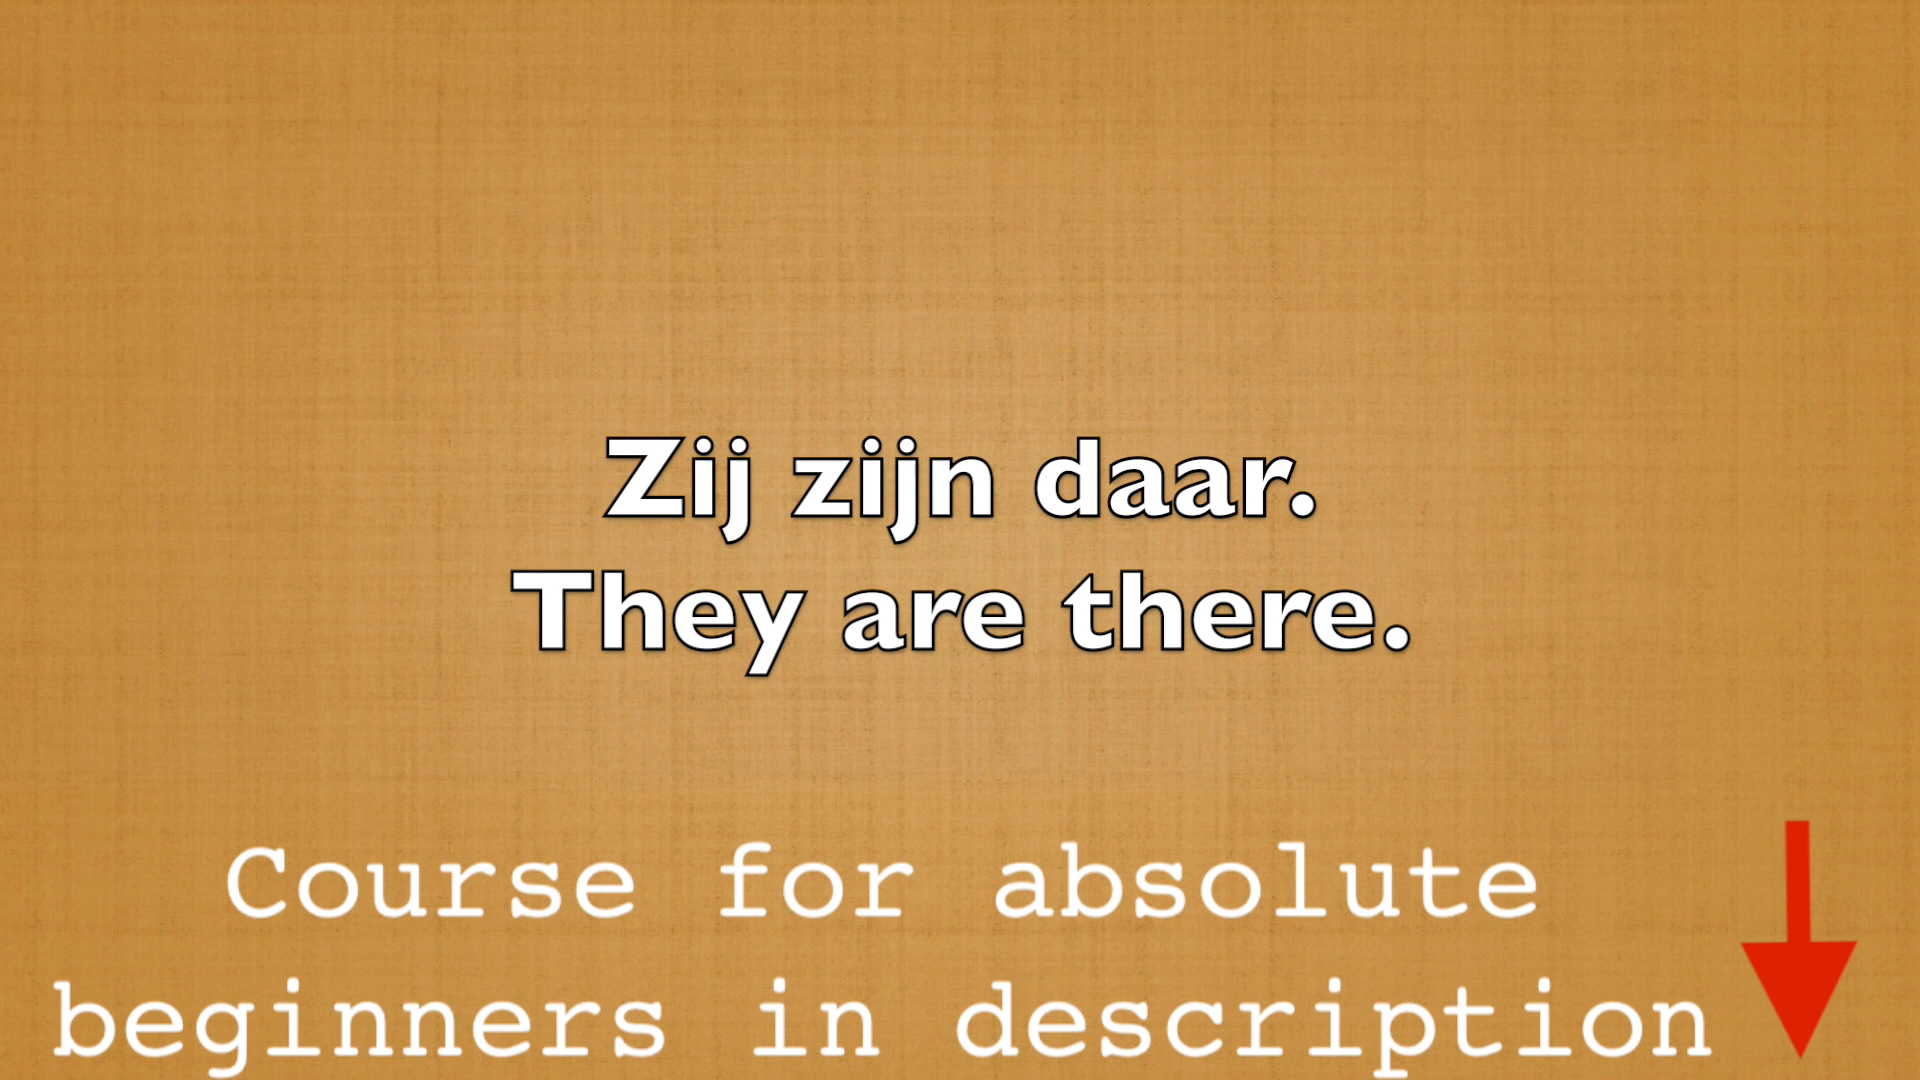 Zij zijn daar.
They are there.
Course for absolute
beginners in description